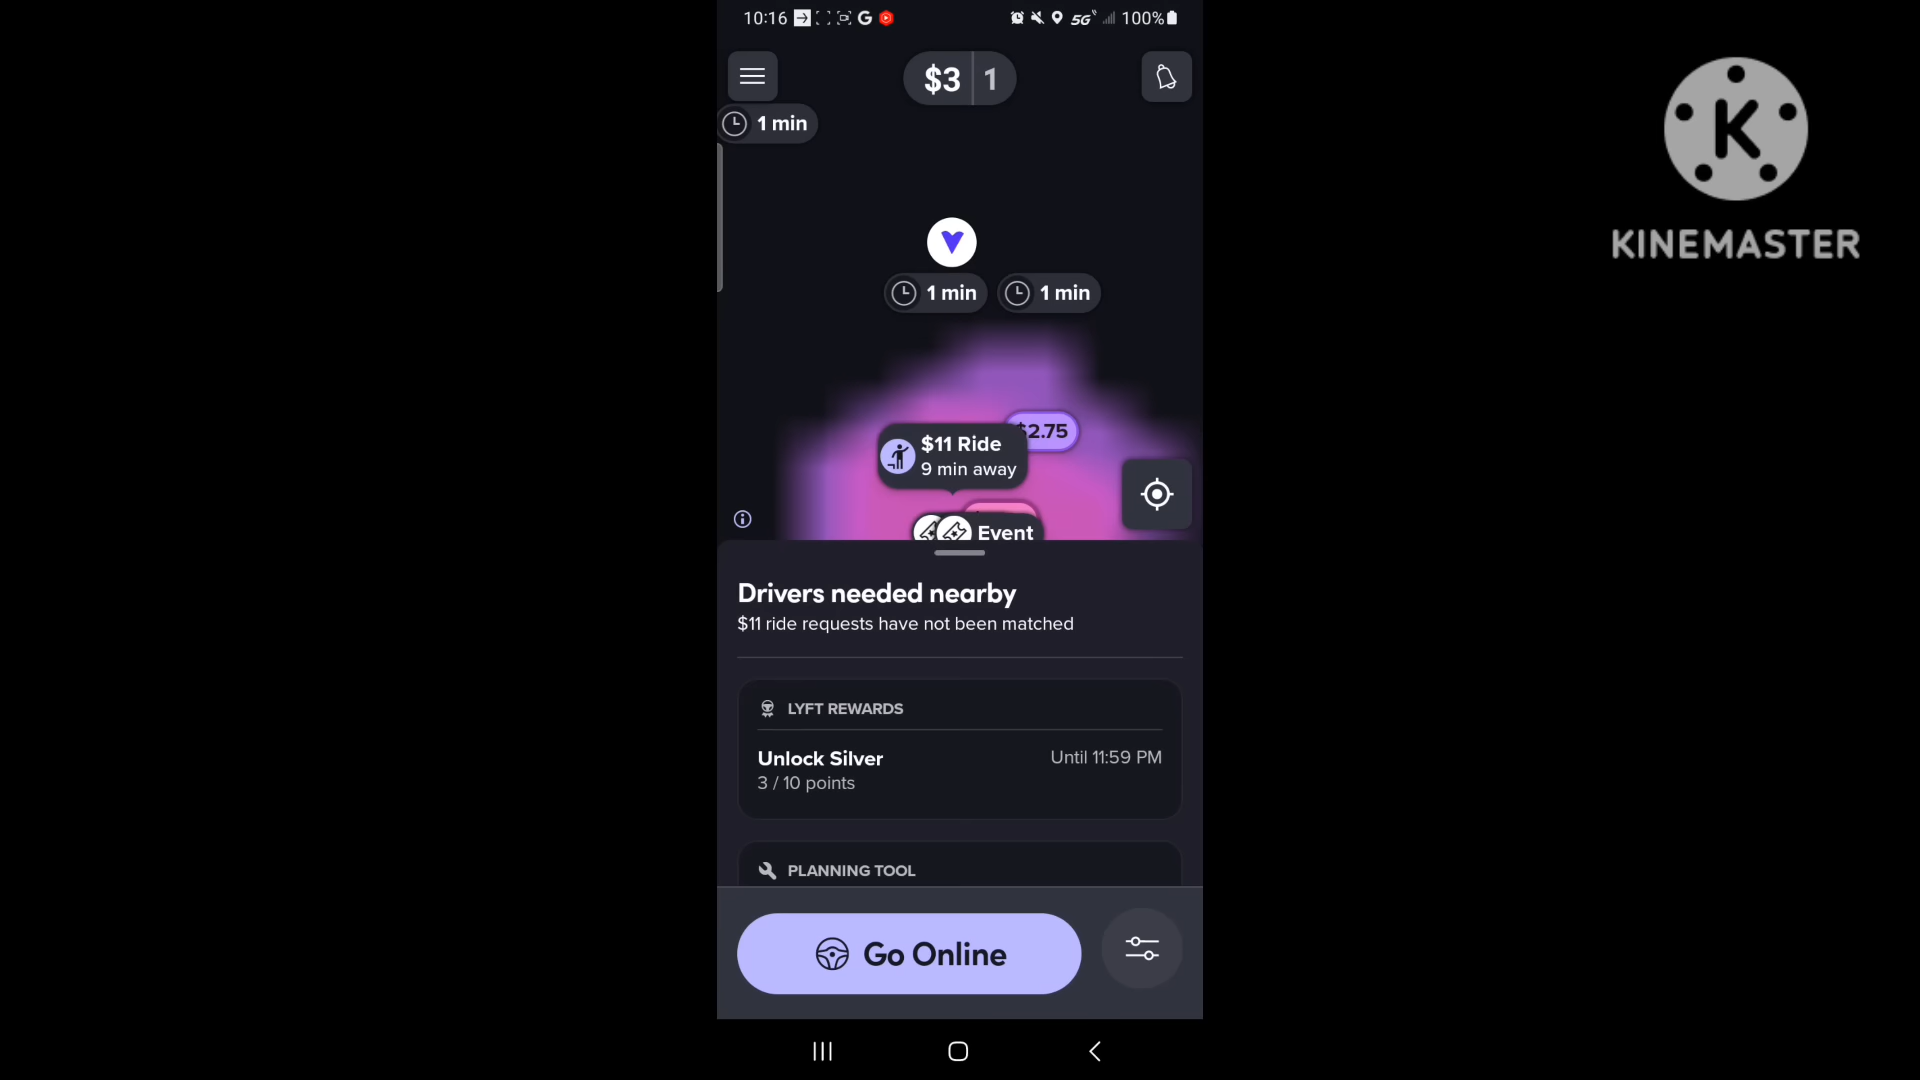 10:16
5G
100%
$3 1
1 min
1 min
1 min
$2.75
$11 Ride
9 min away
Event
Drivers needed nearby
$11 ride requests have not been matched
LYFT REWARDS
Unlock Silver
Until 11:59 PM
3 / 10 points
PLANNING TOOL
Go Online
K
KINEMASTER